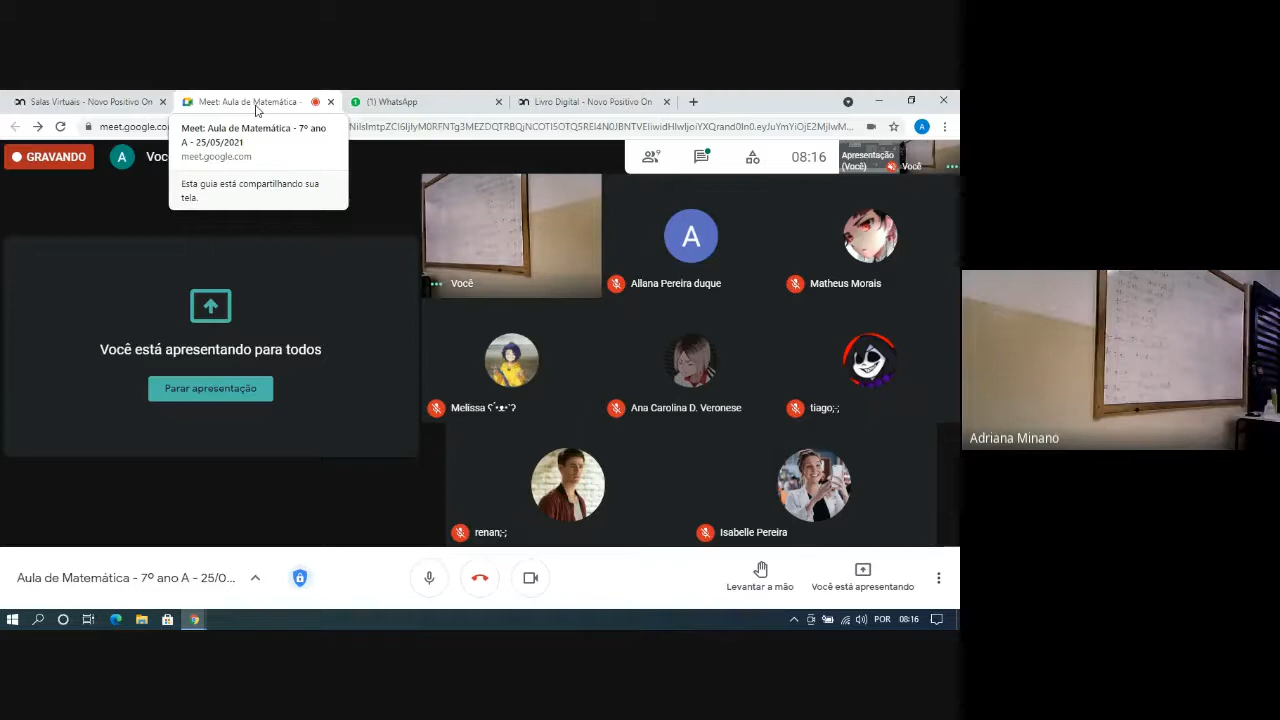 Salas Virtuais - Novo Positivo On
Meet: Aula de Matemática -
(1) WhatsApp
Livro Digital - Novo Positivo On
meet.google.co
A
GRAVANDO
A
Voc
Meet: Aula de Matemática - 7º ano
A - 25/05/2021
meet.google.com
Esta guia está compartilhando sua
tela.
9
08:16
Apresentação
(Você)
Você
Você
A
Allana Pereira duque
Matheus Morais
Você está apresentando para todos
Parar apresentação
Melissa ʕ´•ᴥ•`ʔ
Ana Carolina D. Veronese
tiago;-;
Adriana Minano
renan;-;
Isabelle Pereira
Aula de Matemática - 7º ano A - 25/0...
Levantar a mão
Você está apresentando
POR
08:16